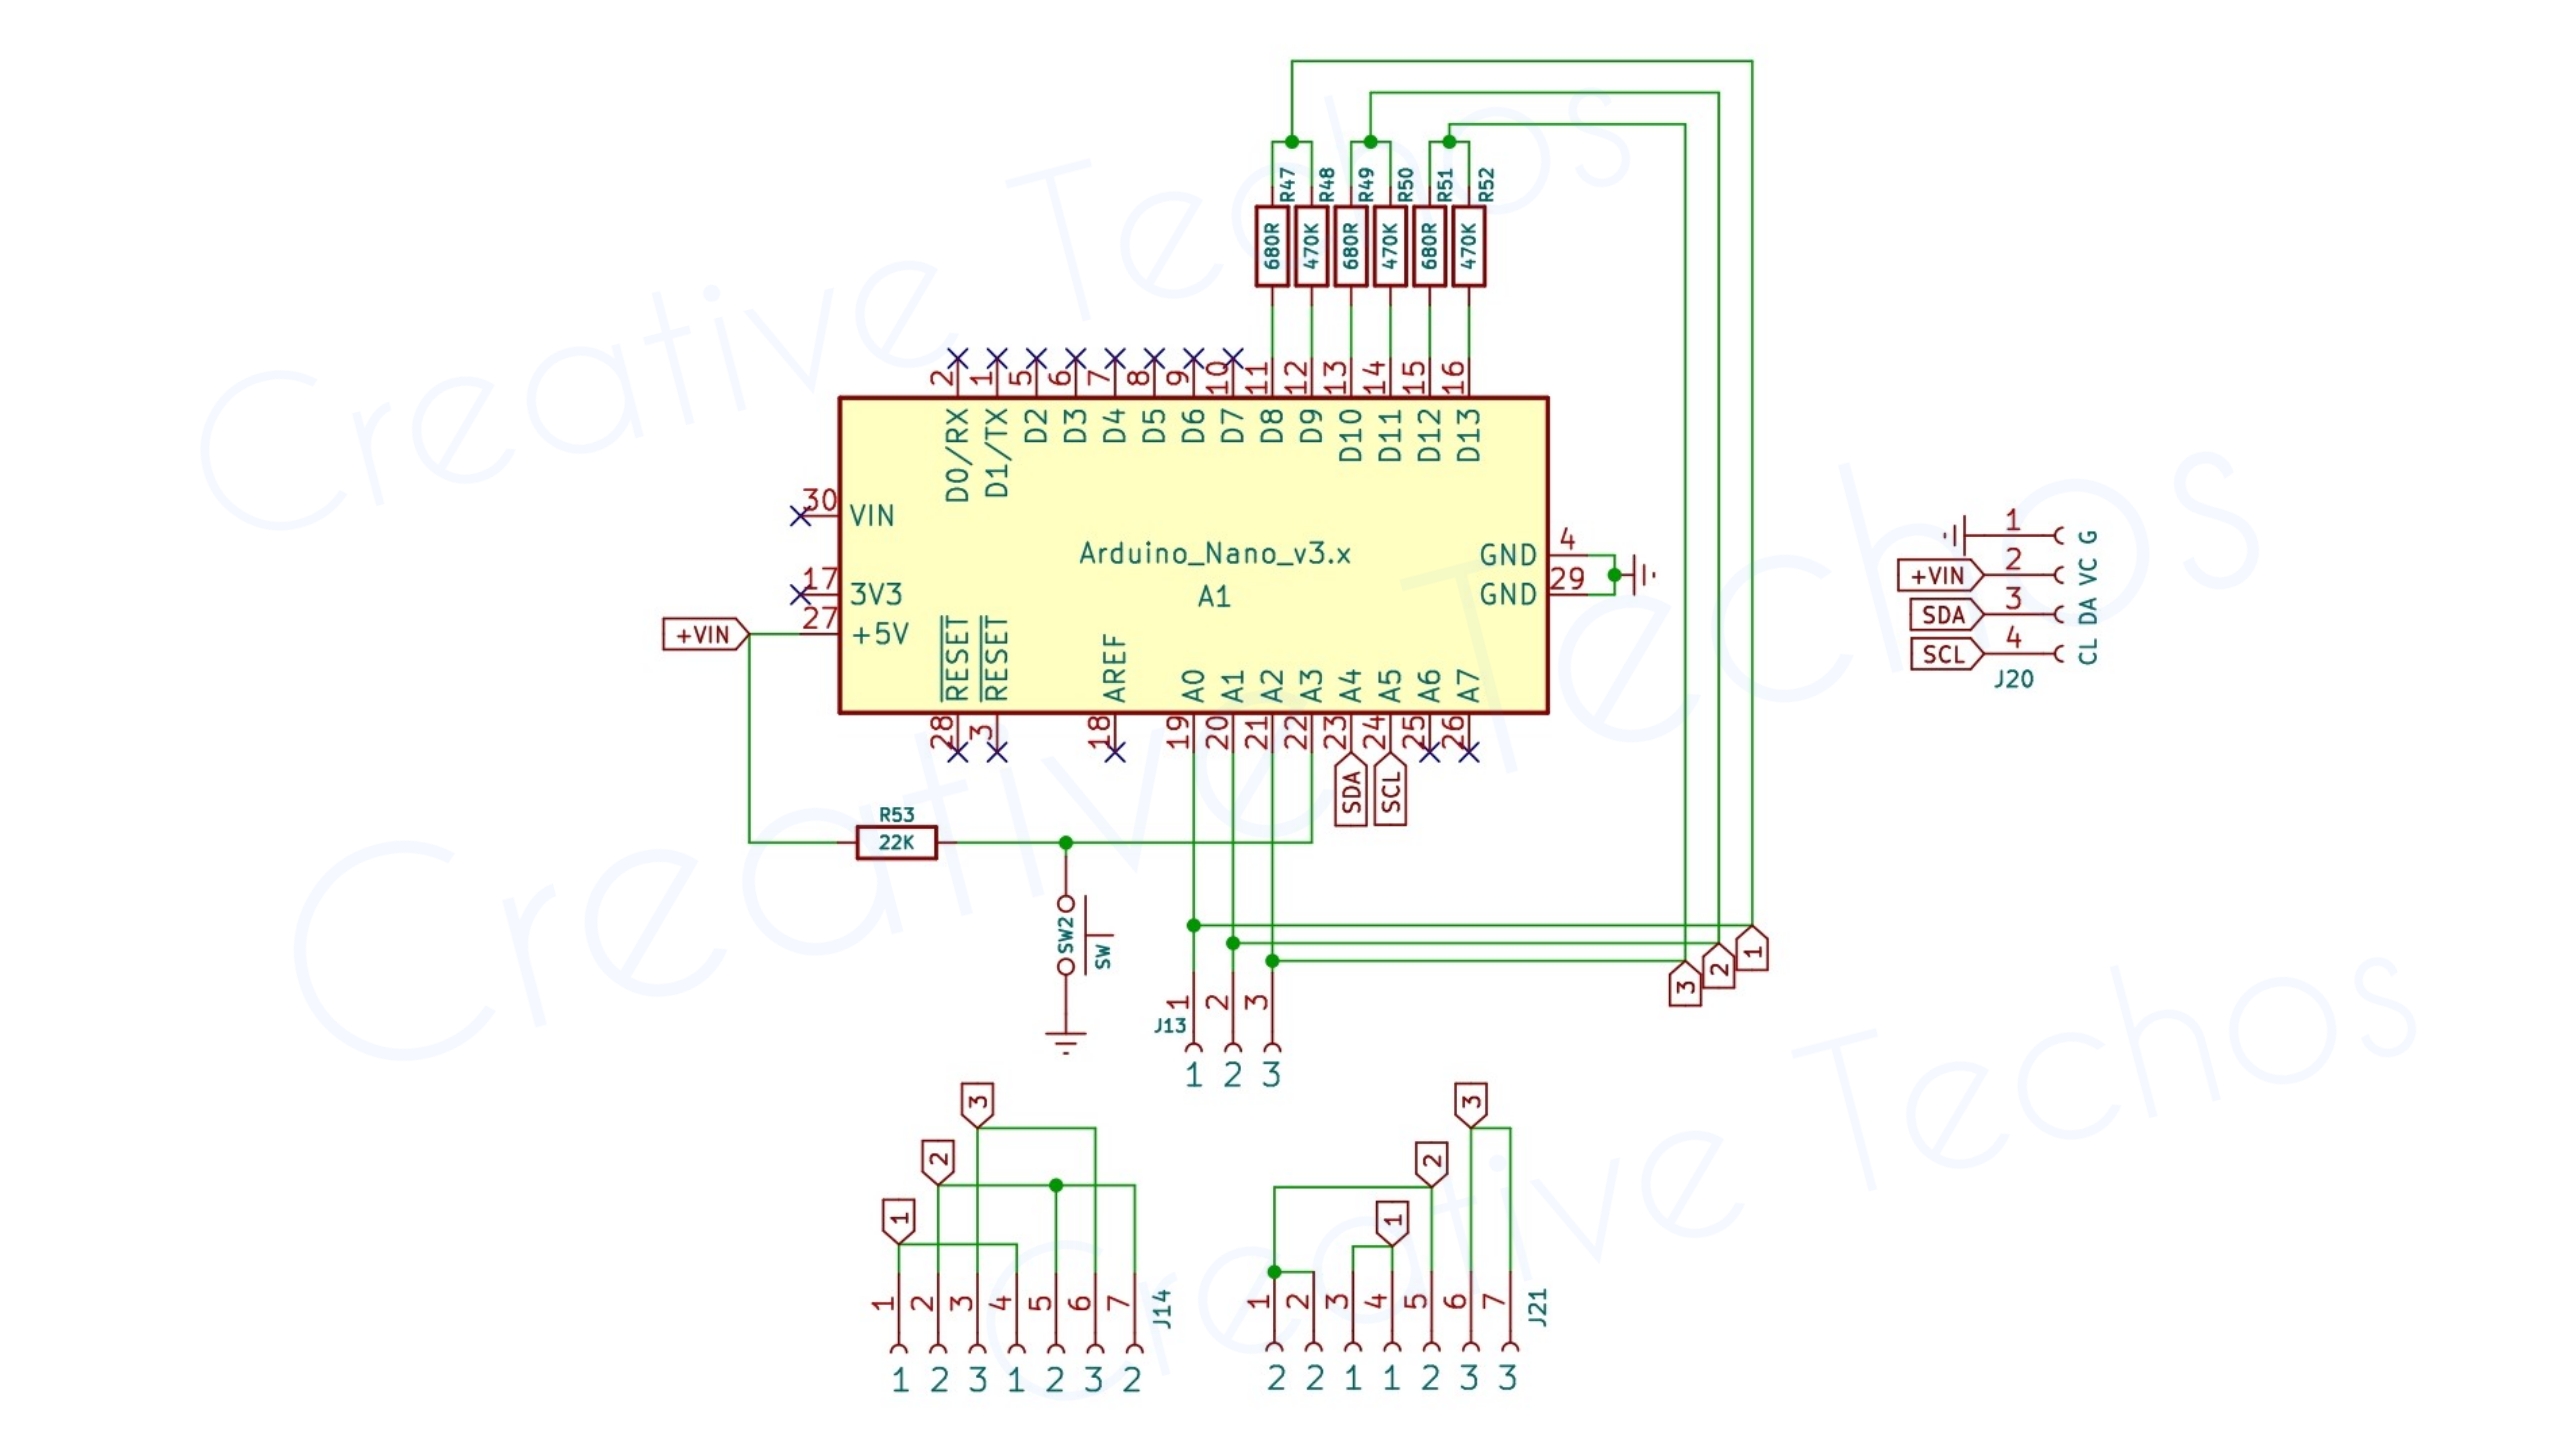 R47 R48 R49 R50 R51 R52
680R 470K 680R 470K 680R 470K
2 1 5 6 7 8 9 10 11 12 13 14 15 16
D0/RX D1/TX D2 D3 D4 D5 D6 D7 D8 D9 D10 D11 D12 D13
30 VIN
17 3V3
+VIN 27 +5V
Arduino_Nano_v3.x
A1
GND 4
GND 29
RESET RESET AREF A0 A1 A2 A3 A4 A5 A6 A7
28 3 18 19 20 21 22 23 24 25 26
SDA SCL
1 G
+VIN 2 VC
SDA 3 DA
SCL 4 CL
J20
R53
22K
SW2 SW
3 2 1
1 2 3
J13
1 2 3
3
2
1
1 2 3 4 5 6 7 J14
1 2 3 1 2 3 2
3
2
1
1 2 3 4 5 6 7 J21
2 2 1 1 2 3 3
Creative Techos
Creative Techos
Creative Techos